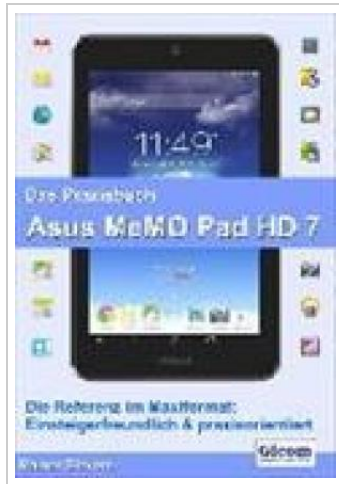 11:49
Das Praxisbuch
Asus MeMO Pad HD 7
Die Referenz im Maxiformat:
Einsteigerfreundlich & praxisorientiert
Gicom